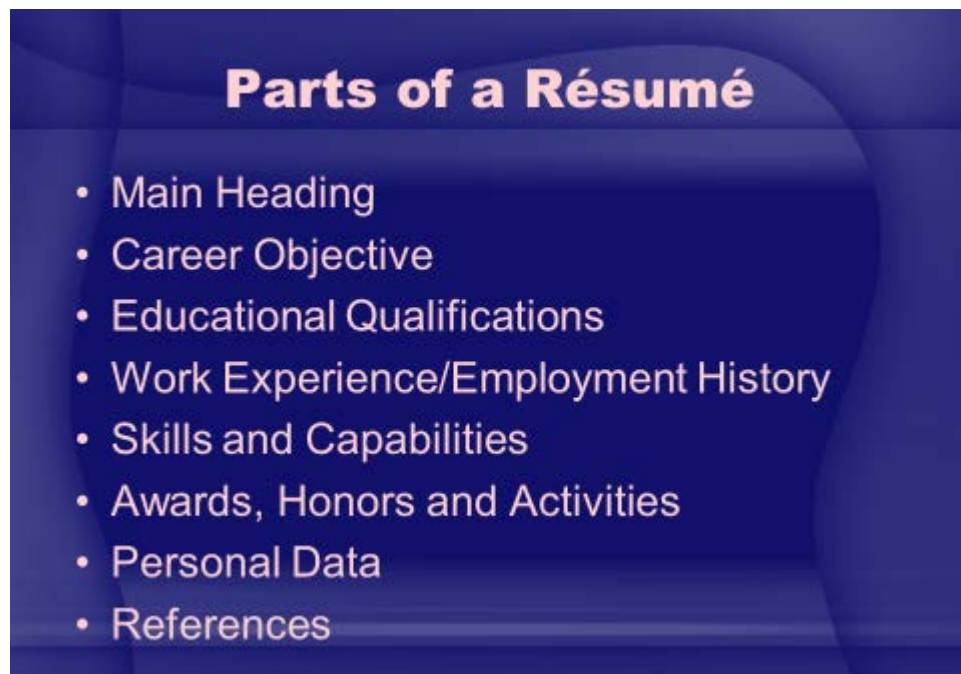 Parts of a Résumé
• Main Heading
• Career Objective
• Educational Qualifications
• Work Experience/Employment History
• Skills and Capabilities
• Awards, Honors and Activities
• Personal Data
• References